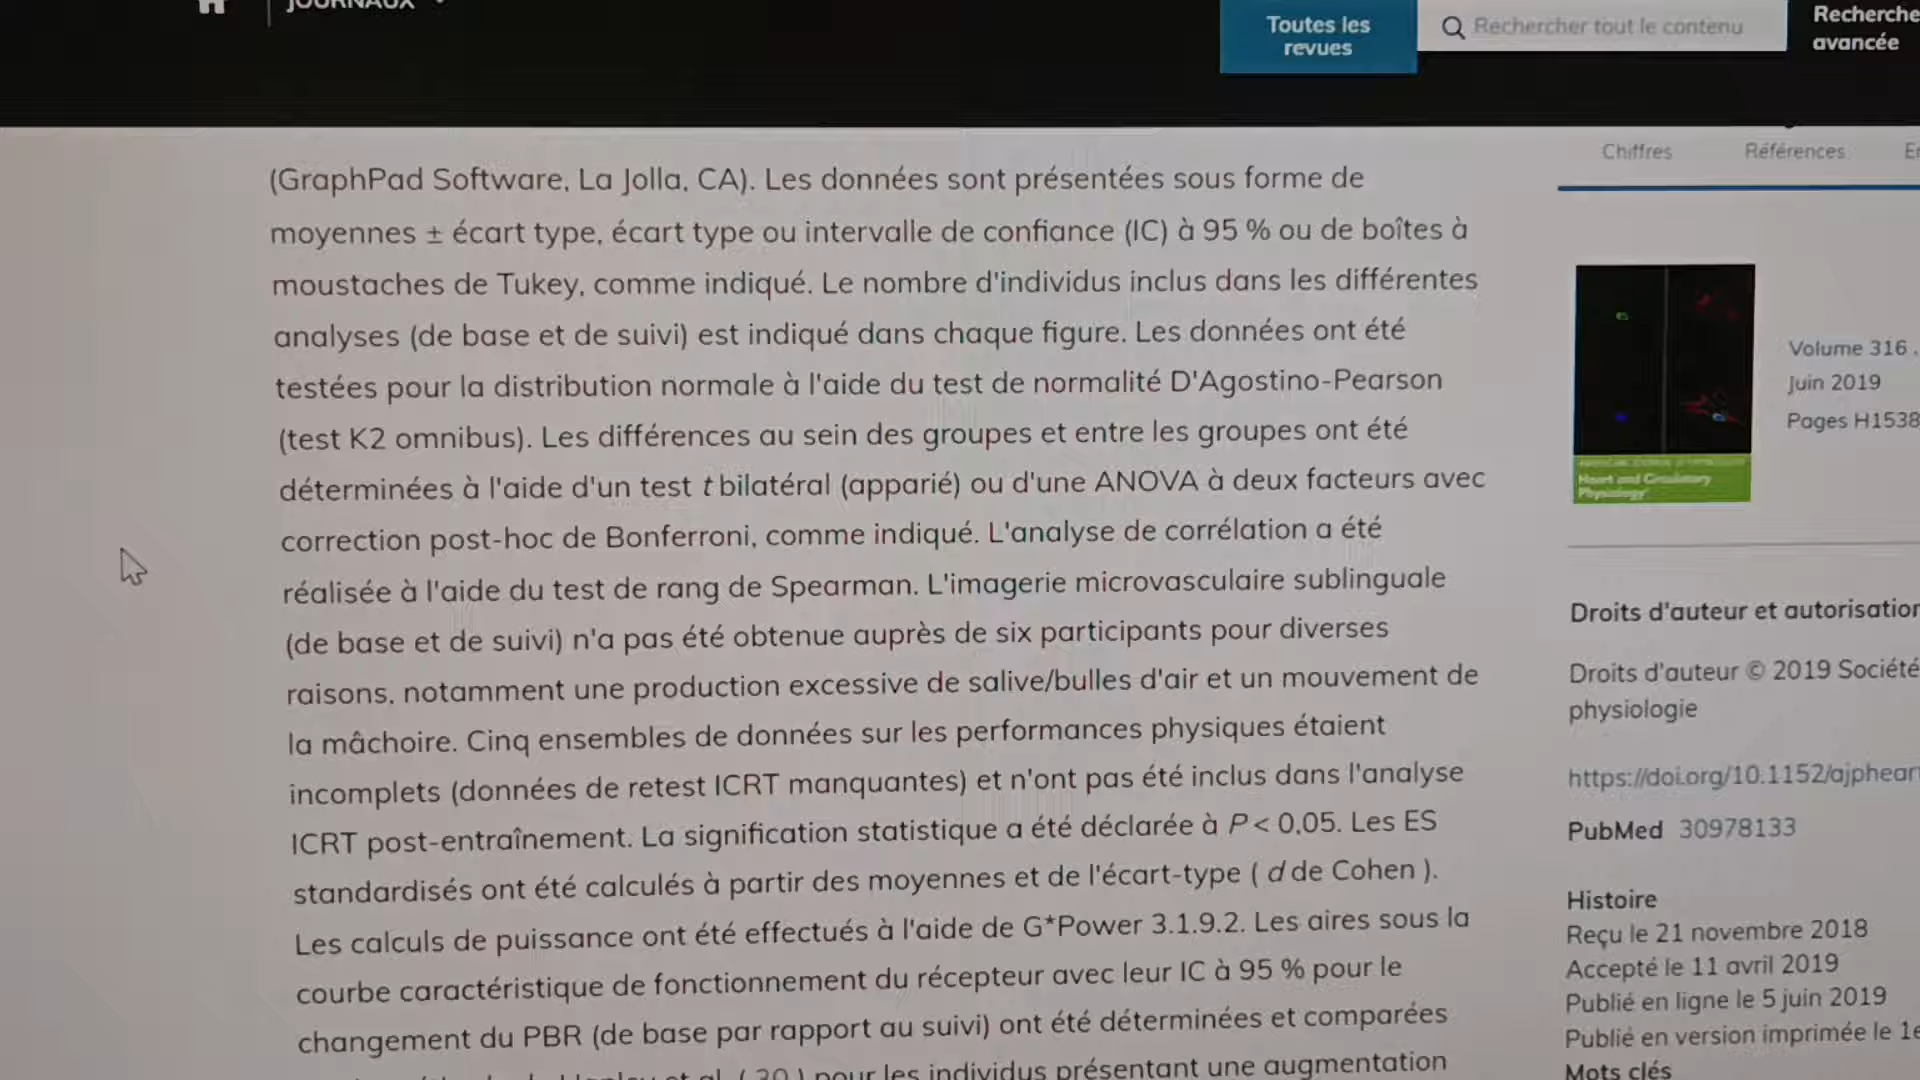 JOURNAUX
Toutes les
revues
Rechercher tout le contenu
Recherche
avancée
(GraphPad Software, La Jolla, CA). Les données sont présentées sous forme de
moyennes ± écart type, écart type ou intervalle de confiance (IC) à 95 % ou de boîtes à
moustaches de Tukey, comme indiqué. Le nombre d'individus inclus dans les différentes
analyses (de base et de suivi) est indiqué dans chaque figure. Les données ont été
testées pour la distribution normale à l'aide du test de normalité D'Agostino-Pearson
(test K2 omnibus). Les différences au sein des groupes et entre les groupes ont été
déterminées à l'aide d'un test t bilatéral (apparié) ou d'une ANOVA à deux facteurs avec
correction post-hoc de Bonferroni, comme indiqué. L'analyse de corrélation a été
réalisée à l'aide du test de rang de Spearman. L'imagerie microvasculaire sublinguale
(de base et de suivi) n'a pas été obtenue auprès de six participants pour diverses
raisons, notamment une production excessive de salive/bulles d'air et un mouvement de
la mâchoire. Cinq ensembles de données sur les performances physiques étaient
incomplets (données de retest ICRT manquantes) et n'ont pas été inclus dans l'analyse
ICRT post-entraînement. La signification statistique a été déclarée à P < 0,05. Les ES
standardisés ont été calculés à partir des moyennes et de l'écart-type ( d de Cohen ).
Les calculs de puissance ont été effectués à l'aide de G*Power 3.1.9.2. Les aires sous la
courbe caractéristique de fonctionnement du récepteur avec leur IC à 95 % pour le
changement du PBR (de base par rapport au suivi) ont été déterminées et comparées
et al. ( 20 ) pour les individus présentant une augmentation
Chiffres
Références
Heart and Circulatory
Physiology
Volume 316 ,
Juin 2019
Pages H1538
Droits d'auteur et autorisation
Droits d'auteur © 2019 Société
physiologie
https://doi.org/10.1152/ajpheart
PubMed 30978133
Histoire
Reçu le 21 novembre 2018
Accepté le 11 avril 2019
Publié en ligne le 5 juin 2019
Publié en version imprimée le 1e
Mots clés